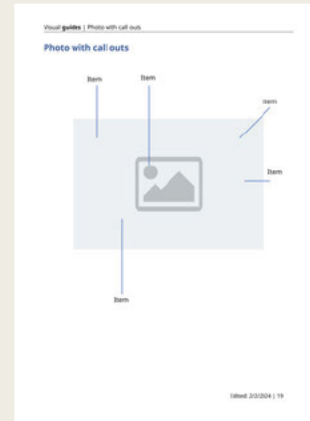 Visual guides | Photo with call outs
Photo with call outs
Item
Item
Item
Item
Item
Edited: 2/2/2024 | 19